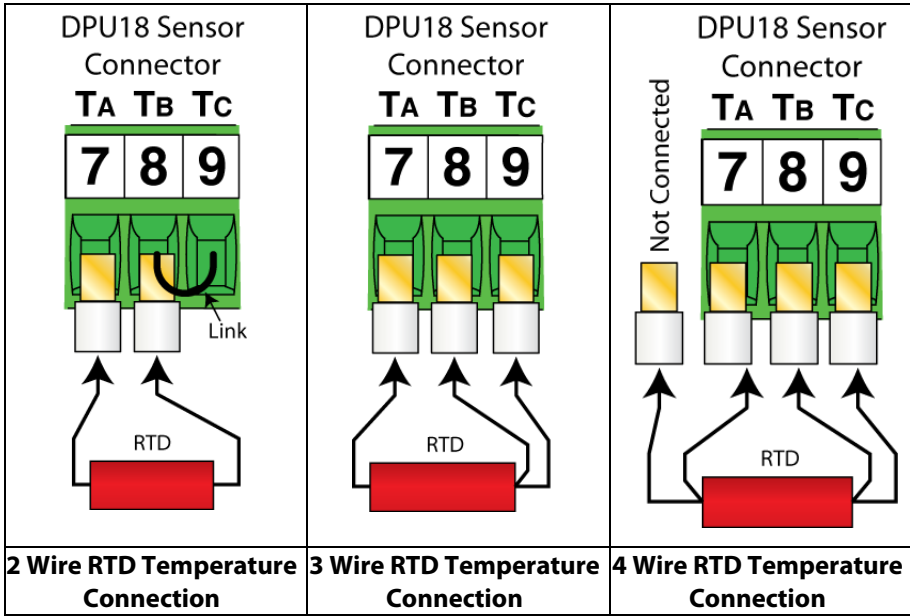 DPU18 Sensor
Connector
TA TB TC
7 8 9
Link
RTD
2 Wire RTD Temperature
Connection
DPU18 Sensor
Connector
TA TB TC
7 8 9
RTD
3 Wire RTD Temperature
Connection
DPU18 Sensor
Connector
Not Connected
TA TB TC
7 8 9
RTD
4 Wire RTD Temperature
Connection